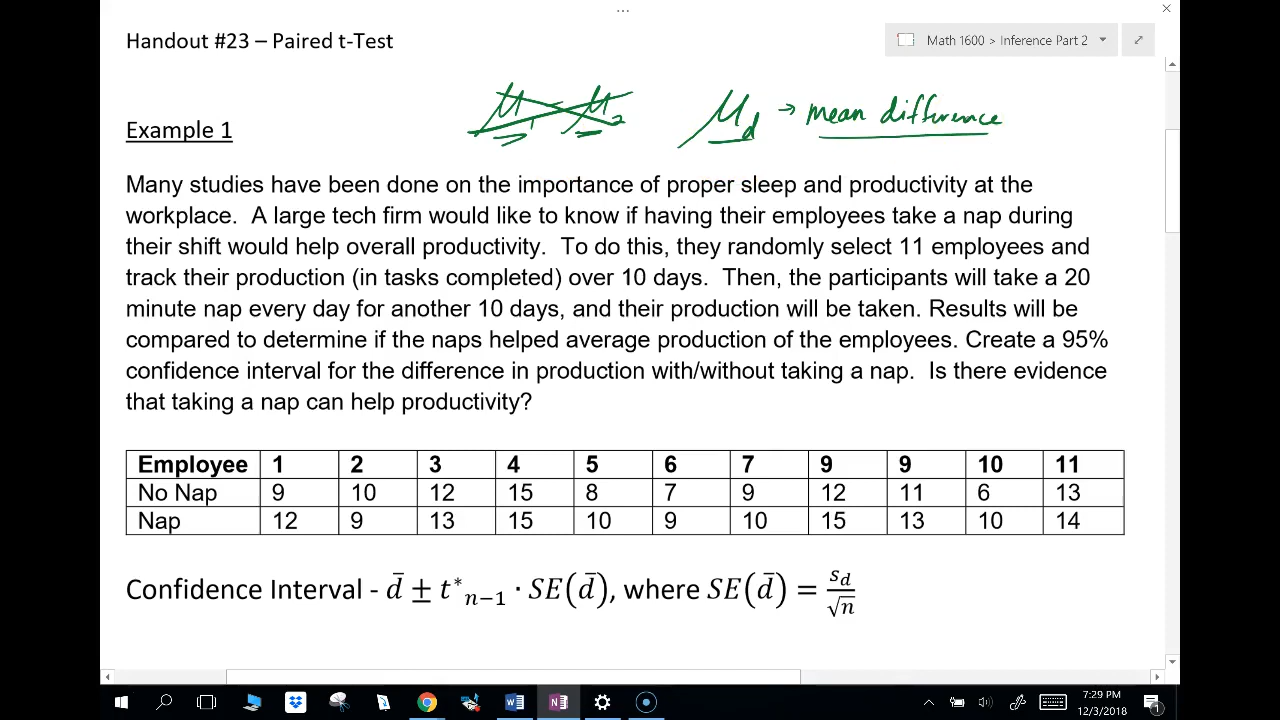 ...
Handout #23 – Paired t-Test
Math 1600 > Inference Part 2
μ₁ – μ₂ μ_d → mean difference
Example 1
Many studies have been done on the importance of proper sleep and productivity at the
workplace. A large tech firm would like to know if having their employees take a nap during
their shift would help overall productivity. To do this, they randomly select 11 employees and
track their production (in tasks completed) over 10 days. Then, the participants will take a 20
minute nap every day for another 10 days, and their production will be taken. Results will be
compared to determine if the naps helped average production of the employees. Create a 95%
confidence interval for the difference in production with/without taking a nap. Is there evidence
that taking a nap can help productivity?
Employee 1 2 3 4 5 6 7 9 9 10 11
No Nap 9 10 12 15 8 7 9 12 11 6 13
Nap 12 9 13 15 10 9 10 15 13 10 14
Confidence Interval - d̄ ± t*ₙ₋₁ · SE(d̄), where SE(d̄) = s_d/√n
7:29 PM
12/3/2018
1